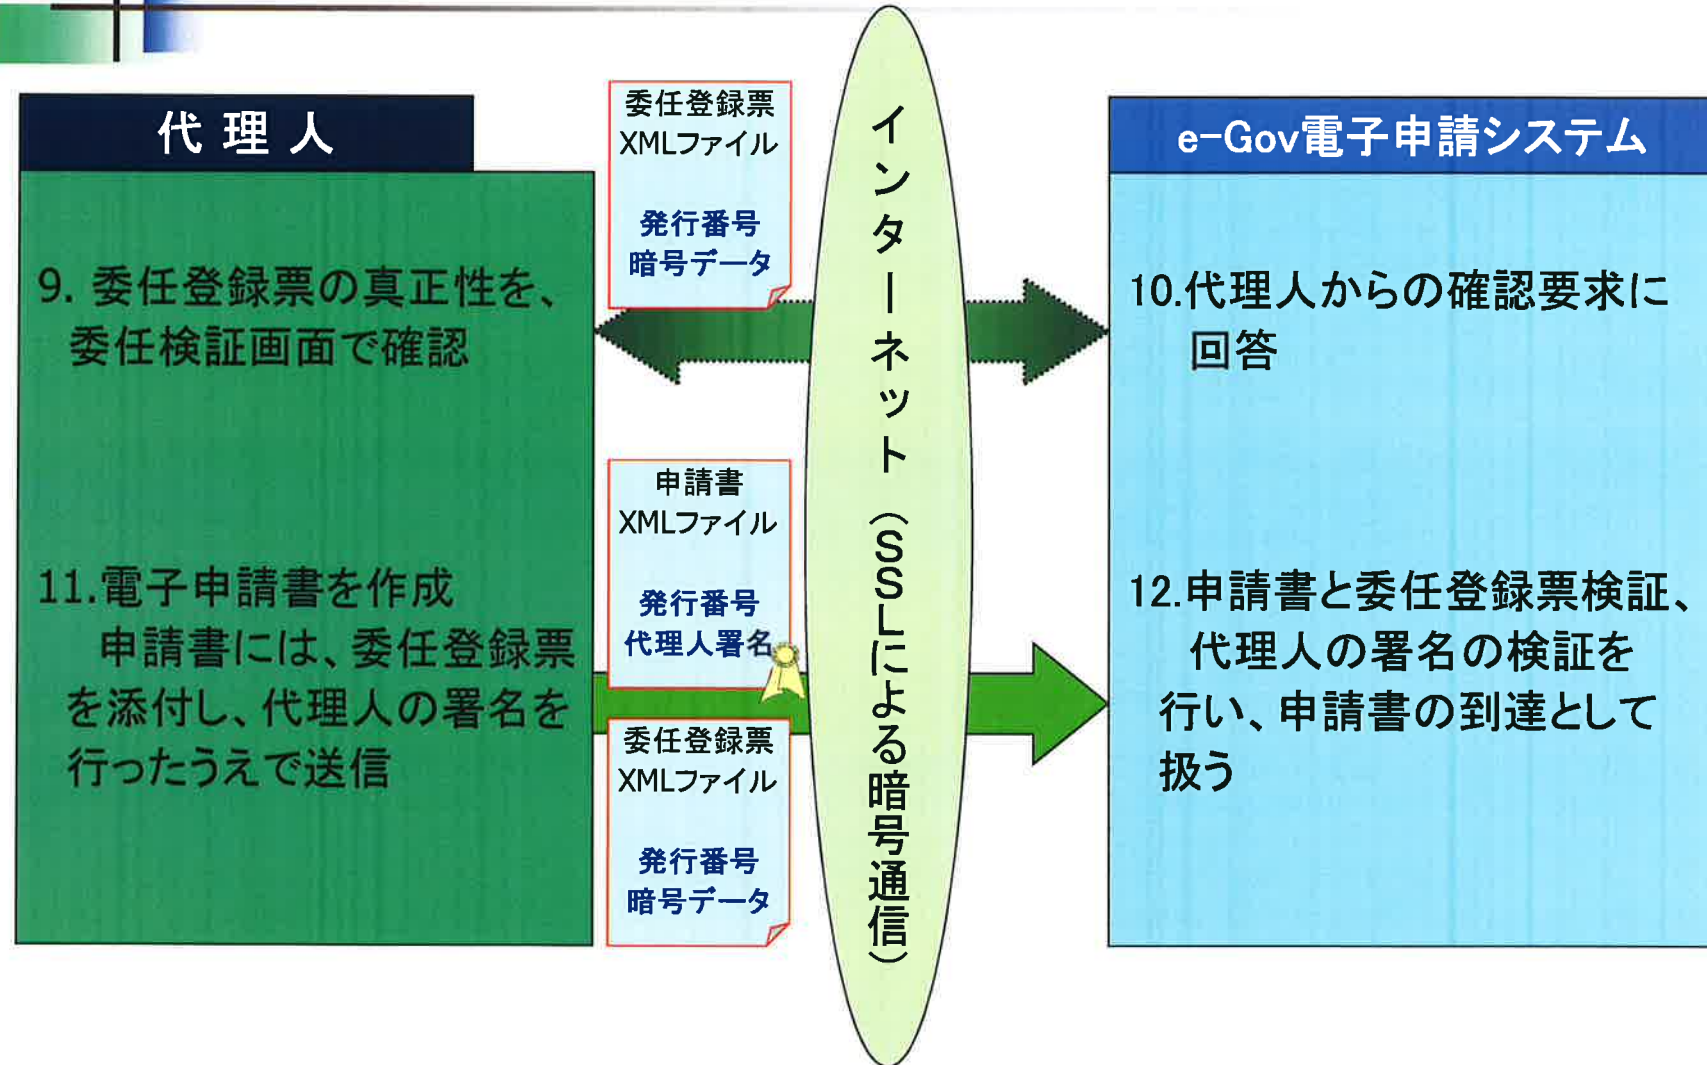 代理人
9. 委任登録票の真正性を、
委任検証画面で確認
11.電子申請書を作成
申請書には、委任登録票
を添付し、代理人の署名を
行ったうえで送信
委任登録票
XMLファイル
発行番号
暗号データ
申請書
XMLファイル
発行番号
代理人署名
委任登録票
XMLファイル
発行番号
暗号データ
インターネット（SSLによる暗号通信）
e-Gov電子申請システム
10.代理人からの確認要求に
回答
12.申請書と委任登録票検証、
代理人の署名の検証を
行い、申請書の到達として
扱う